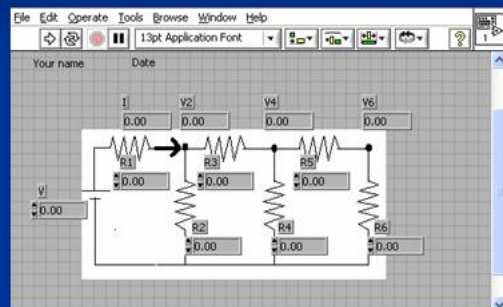 File Edit Operate Tools Browse Window Help
13pt Application Font
1
Your name Date
I V2 V4 V6
0.00 0.00 0.00 0.00
R1 R3 R5
0.00 0.00 0.00
V
0.00
R2 R4 R6
0.00 0.00 0.00